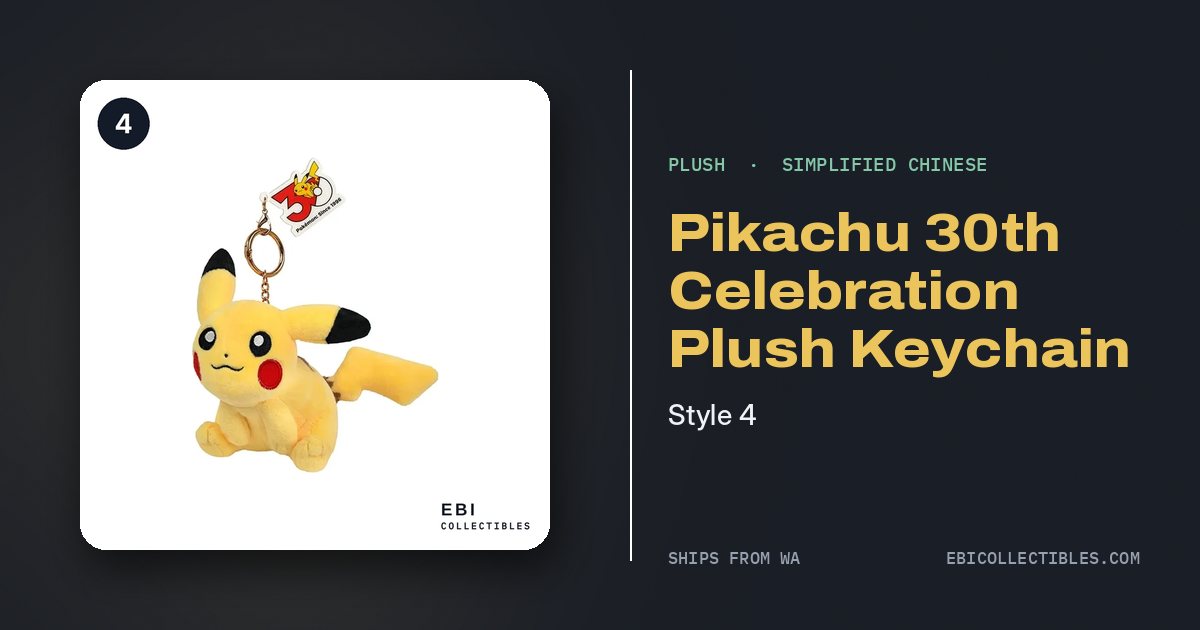 4
30
Pokémon: Since 1996
EBI
COLLECTIBLES
PLUSH · SIMPLIFIED CHINESE
Pikachu 30th
Celebration
Plush Keychain
Style 4
SHIPS FROM WA
EBICOLLECTIBLES.COM